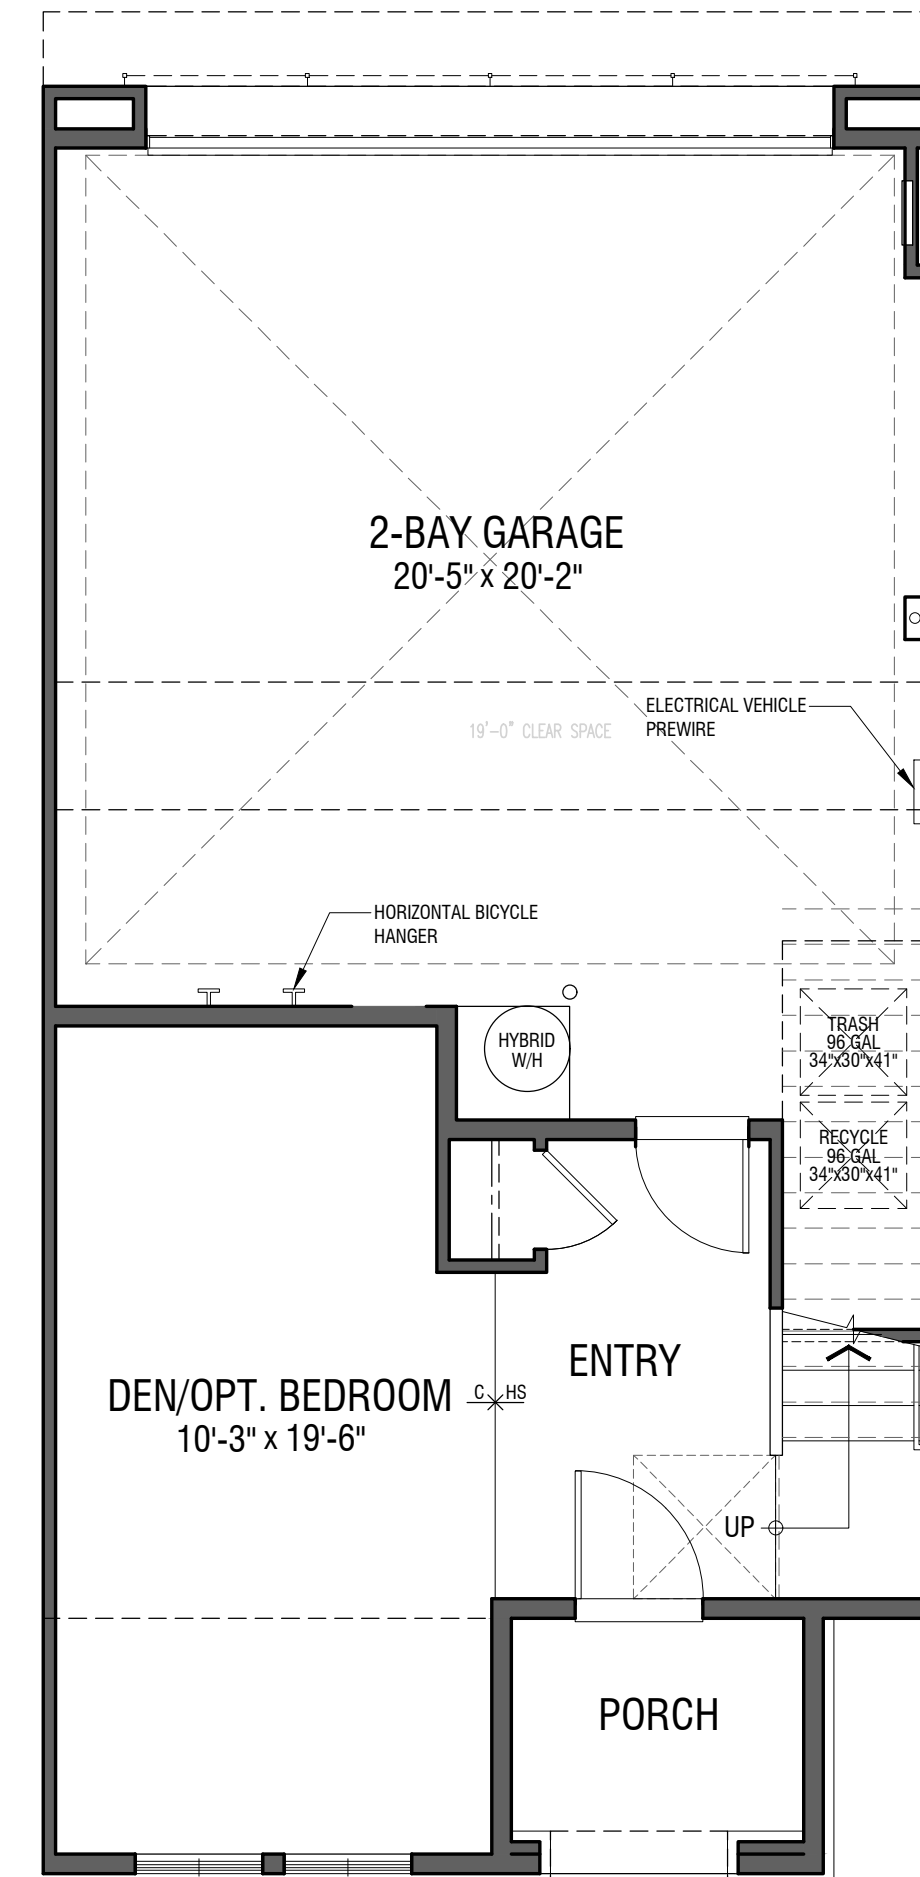 2-BAY GARAGE
20'-5" x 20'-2"
19'-0" CLEAR SPACE
ELECTRICAL VEHICLE
PREWIRE
HORIZONTAL BICYCLE
HANGER
HYBRID
W/H
TRASH
96 GAL
34"x30"x41"
RECYCLE
96 GAL
34"x30"x41"
ENTRY
DEN/OPT. BEDROOM
10'-3" x 19'-6"
C HS
UP
PORCH